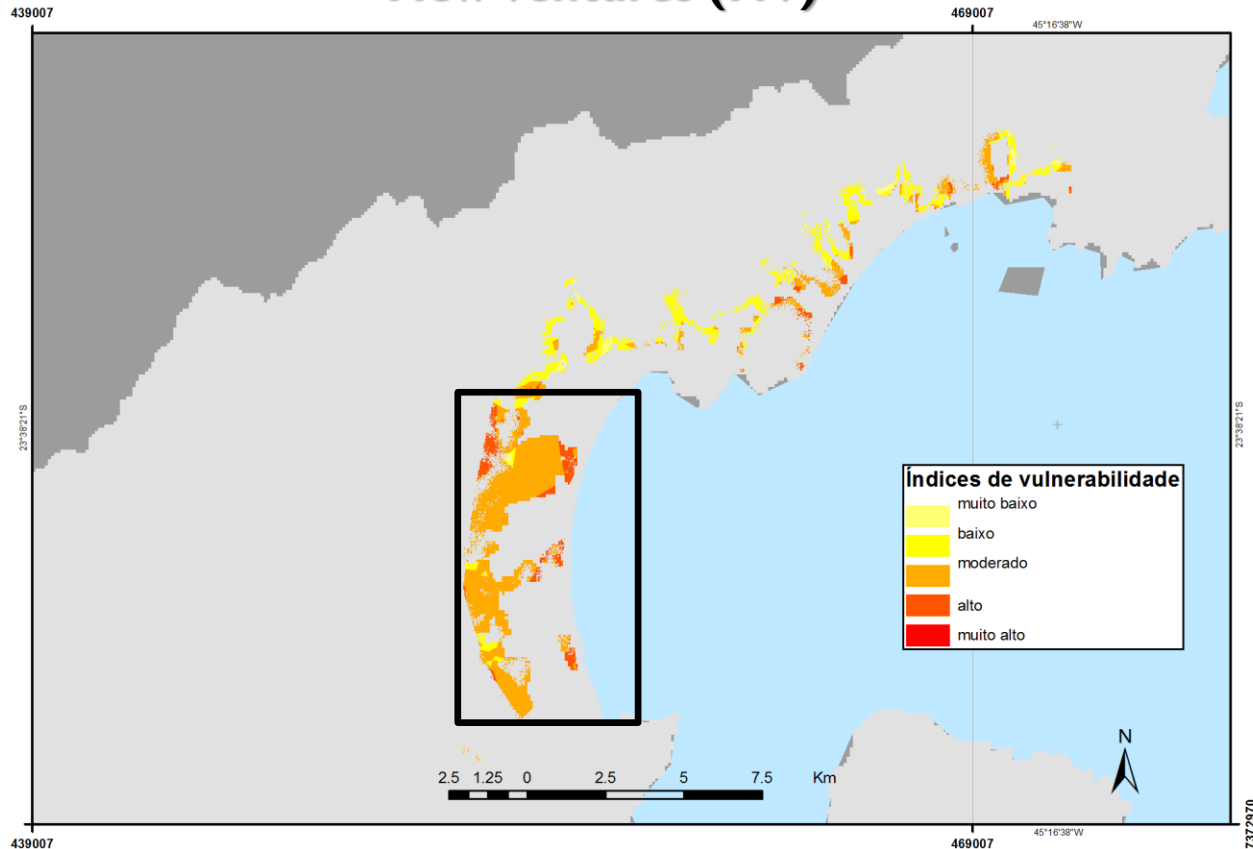 (NV)
439007
469007
45°16'38"W
23°38'21"S
23°38'21"S
Índices de vulnerabilidade
muito baixo
baixo
moderado
alto
muito alto
N
2.5 1.25 0 2.5 5 7.5 Km
7372970
439007
469007
45°16'38"W